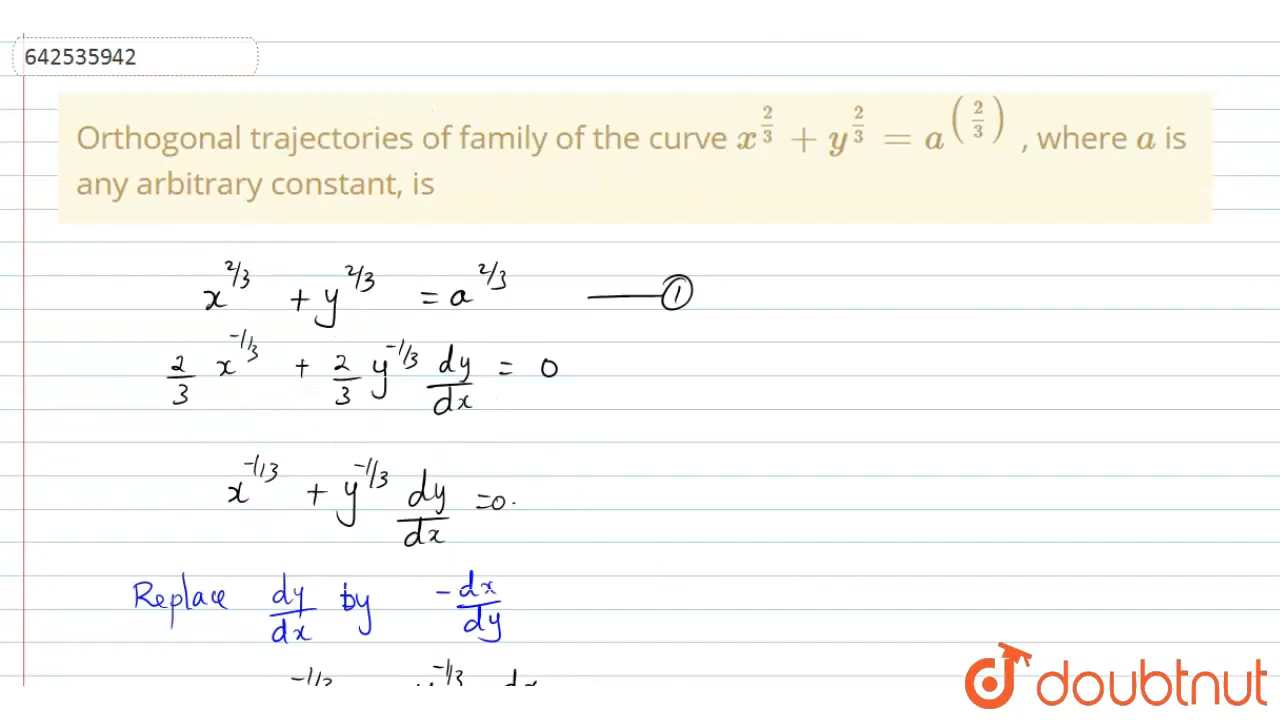 642535942
Orthogonal trajectories of family of the curve x^(2/3) + y^(2/3) = a^((2/3)) , where a is
any arbitrary constant, is
x^(2/3) + y^(2/3) = a^(2/3) —— ①
2/3 x^(-1/3) + 2/3 y^(-1/3) dy/dx = 0
x^(-1/3) + y^(-1/3) dy/dx = 0.
Replace dy/dx by -dx/dy
doubtnut